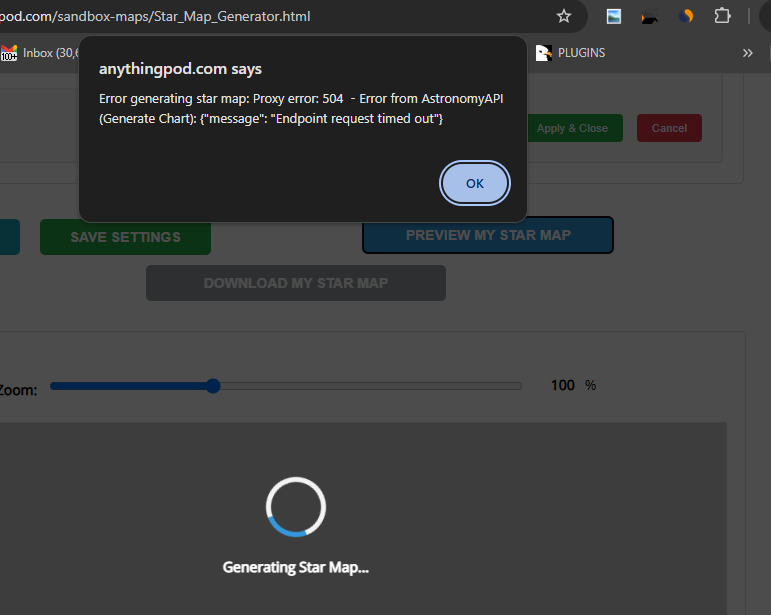 pod.com/sandbox-maps/Star_Map_Generator.html
100+
Inbox (30,6
PLUGINS
anythingpod.com says
Error generating star map: Proxy error: 504 - Error from AstronomyAPI
(Generate Chart): {"message": "Endpoint request timed out"}
OK
Apply & Close
Cancel
SAVE SETTINGS
PREVIEW MY STAR MAP
DOWNLOAD MY STAR MAP
Zoom:
100 %
Generating Star Map...